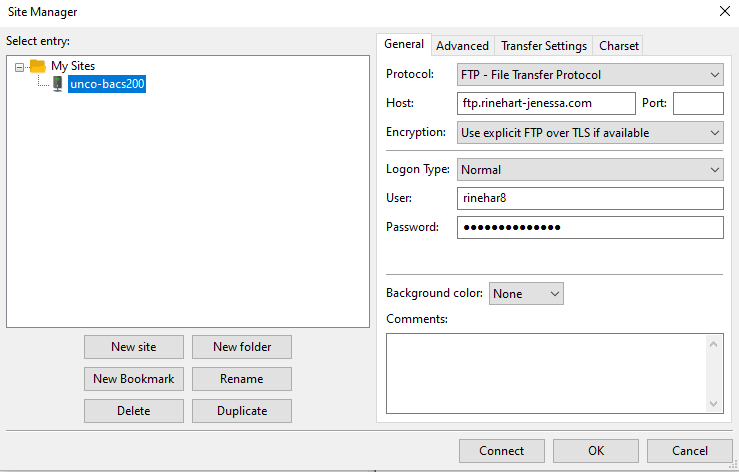 Site Manager
Select entry:
My Sites
unco-bacs200
New site
New folder
New Bookmark
Rename
Delete
Duplicate
General
Advanced
Transfer Settings
Charset
Protocol: FTP - File Transfer Protocol
Host: ftp.rinehart-jenessa.com Port:
Encryption: Use explicit FTP over TLS if available
Logon Type: Normal
User: rinehar8
Password: ●●●●●●●●●●●●●●
Background color: None
Comments:
Connect
OK
Cancel